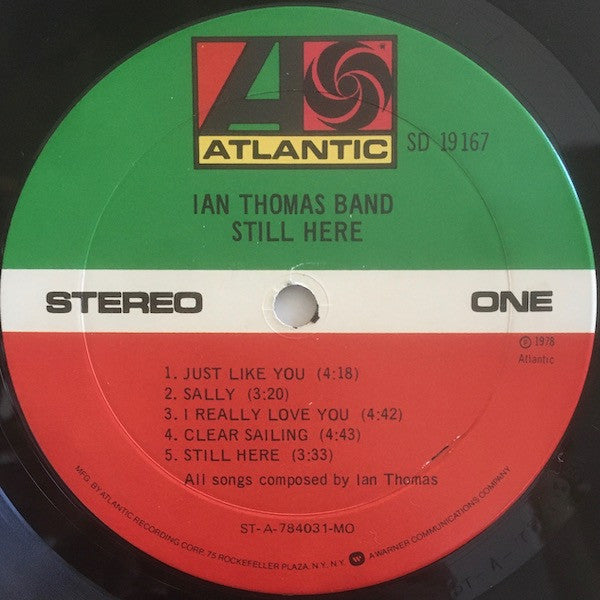 ATLANTIC
SD 19167
IAN THOMAS BAND
STILL HERE
STEREO
ONE
℗ 1978
Atlantic
1. JUST LIKE YOU (4:18)
2. SALLY (3:20)
3. I REALLY LOVE YOU (4:42)
4. CLEAR SAILING (4:43)
5. STILL HERE (3:33)
All songs composed by Ian Thomas
ST-A-784031-MO
MFG. BY ATLANTIC RECORDING CORP. 75 ROCKEFELLER PLAZA, N.Y. N.Y. A WARNER COMMUNICATIONS COMPANY